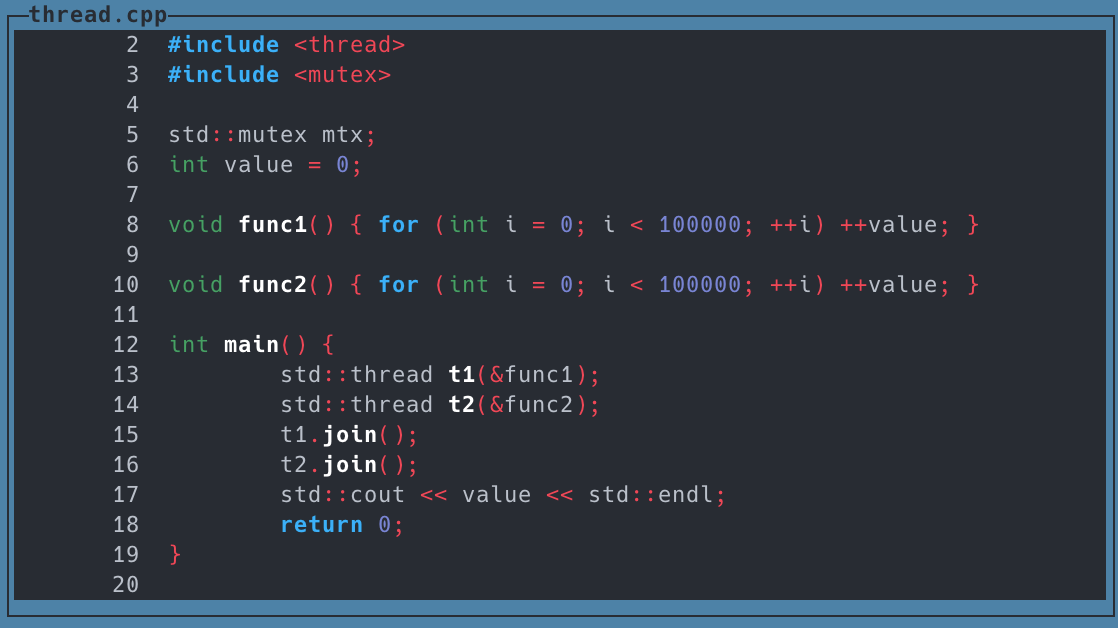 thread.cpp
2 #include <thread>
3 #include <mutex>
4
5 std::mutex mtx;
6 int value = 0;
7
8 void func1() { for (int i = 0; i < 100000; ++i) ++value; }
9
10 void func2() { for (int i = 0; i < 100000; ++i) ++value; }
11
12 int main() {
13         std::thread t1(&func1);
14         std::thread t2(&func2);
15         t1.join();
16         t2.join();
17         std::cout << value << std::endl;
18         return 0;
19 }
20